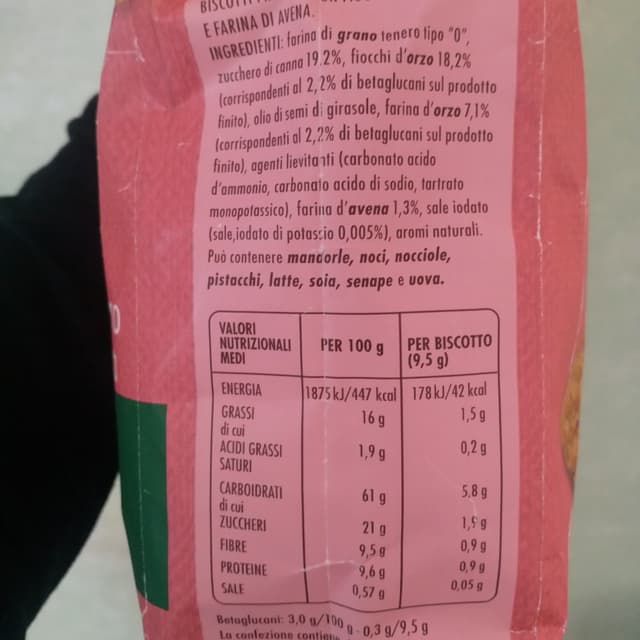 E FARINA DI AVENA.
INGREDIENTI: farina di grano tenero tipo "0",
zucchero di canna 19,2%, fiocchi d'orzo 18,2%
(corrispondenti al 2,2% di betaglucani sul prodotto
finito), olio di semi di girasole, farina d'orzo 7,1%
(corrispondenti al 2,2% di betaglucani sul prodotto
finito), agenti lievitanti (carbonato acido
d'ammonio, carbonato acido di sodio, tartrato
monopotassico), farina d'avena 1,3%, sale iodato
(sale,iodato di potassio 0,005%), aromi naturali.
Può contenere mandorle, noci, nocciole,
pistacchi, latte, soia, senape e uova.
VALORI
NUTRIZIONALI
MEDI
PER 100 g
PER BISCOTTO
(9,5 g)
ENERGIA 1875 kJ/447 kcal 178 kJ/42 kcal
GRASSI 16 g 1,5 g
di cui
ACIDI GRASSI
SATURI 1,9 g 0,2 g
CARBOIDRATI 61 g 5,8 g
di cui
ZUCCHERI 21 g
FIBRE 9,5 g 0,9 g
PROTEINE 9,6 g 0,9 g
SALE 0,57 g 0,05 g
Betaglucani: 3,0 g/100 g - 0,3 g/9,5 g
La confezione